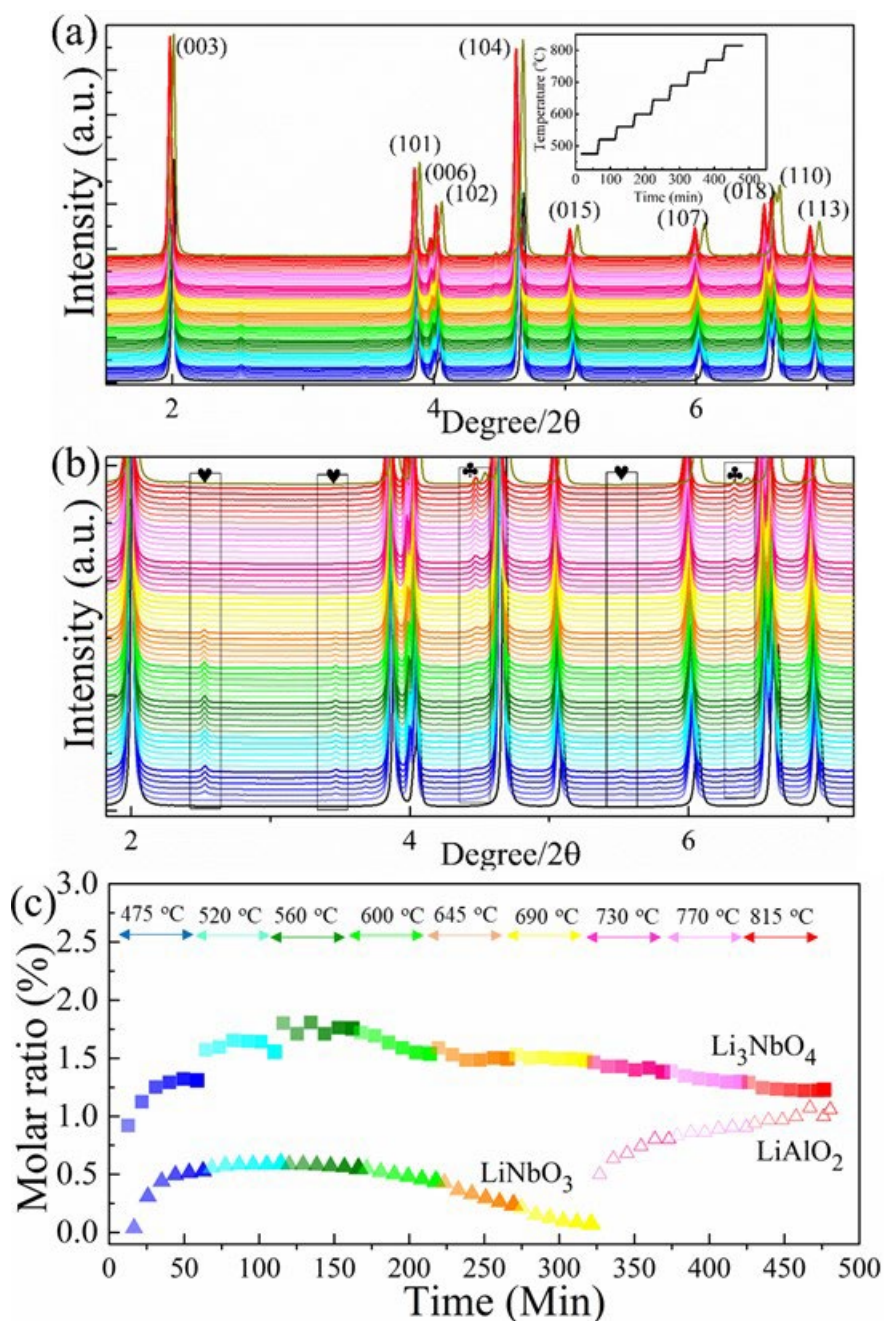 (a)
(003)
(104)
(101)
(006)
(102)
(015)
(107)
(018)
(110)
(113)
Temperature (°C)
800
700
600
500
0 100 200 300 400 500
Time (min)
Intensity (a.u.)
2 4 6
Degree/2θ
(b)
♥ ♥ ♣ ♥ ♣
Intensity (a.u.)
2 4 6
Degree/2θ
(c)
475 °C 520 °C 560 °C 600 °C 645 °C 690 °C 730 °C 770 °C 815 °C
Molar ratio (%)
3.0
2.5
2.0
1.5
1.0
0.5
0.0
Li₃NbO₄
LiNbO₃
LiAlO₂
0 50 100 150 200 250 300 350 400 450 500
Time (Min)